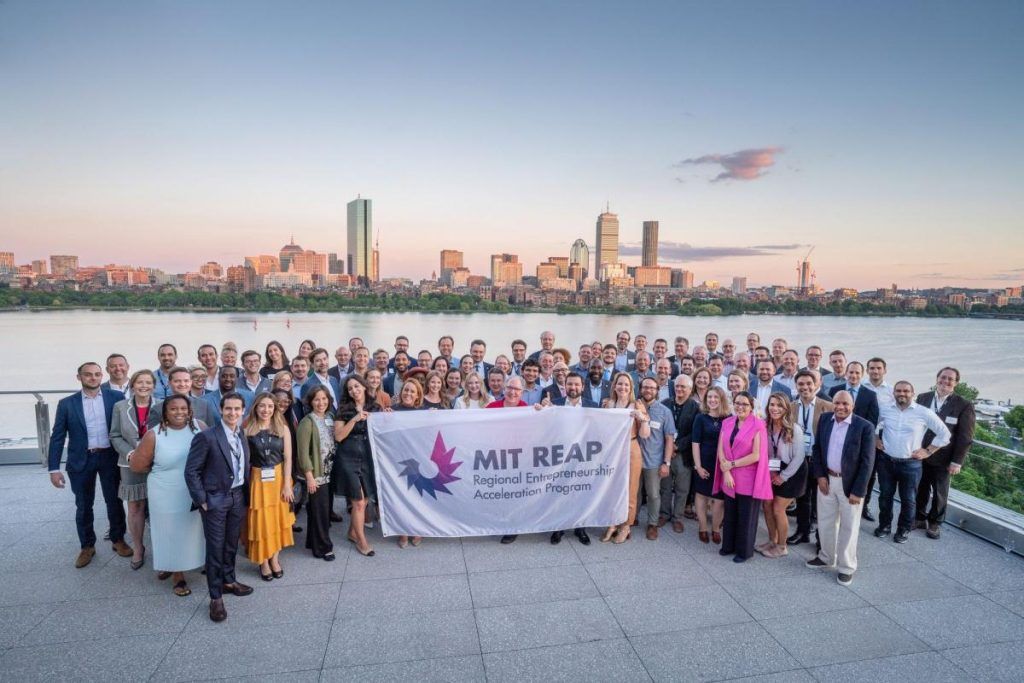 MIT REAP
Regional Entrepreneurship
Acceleration Program